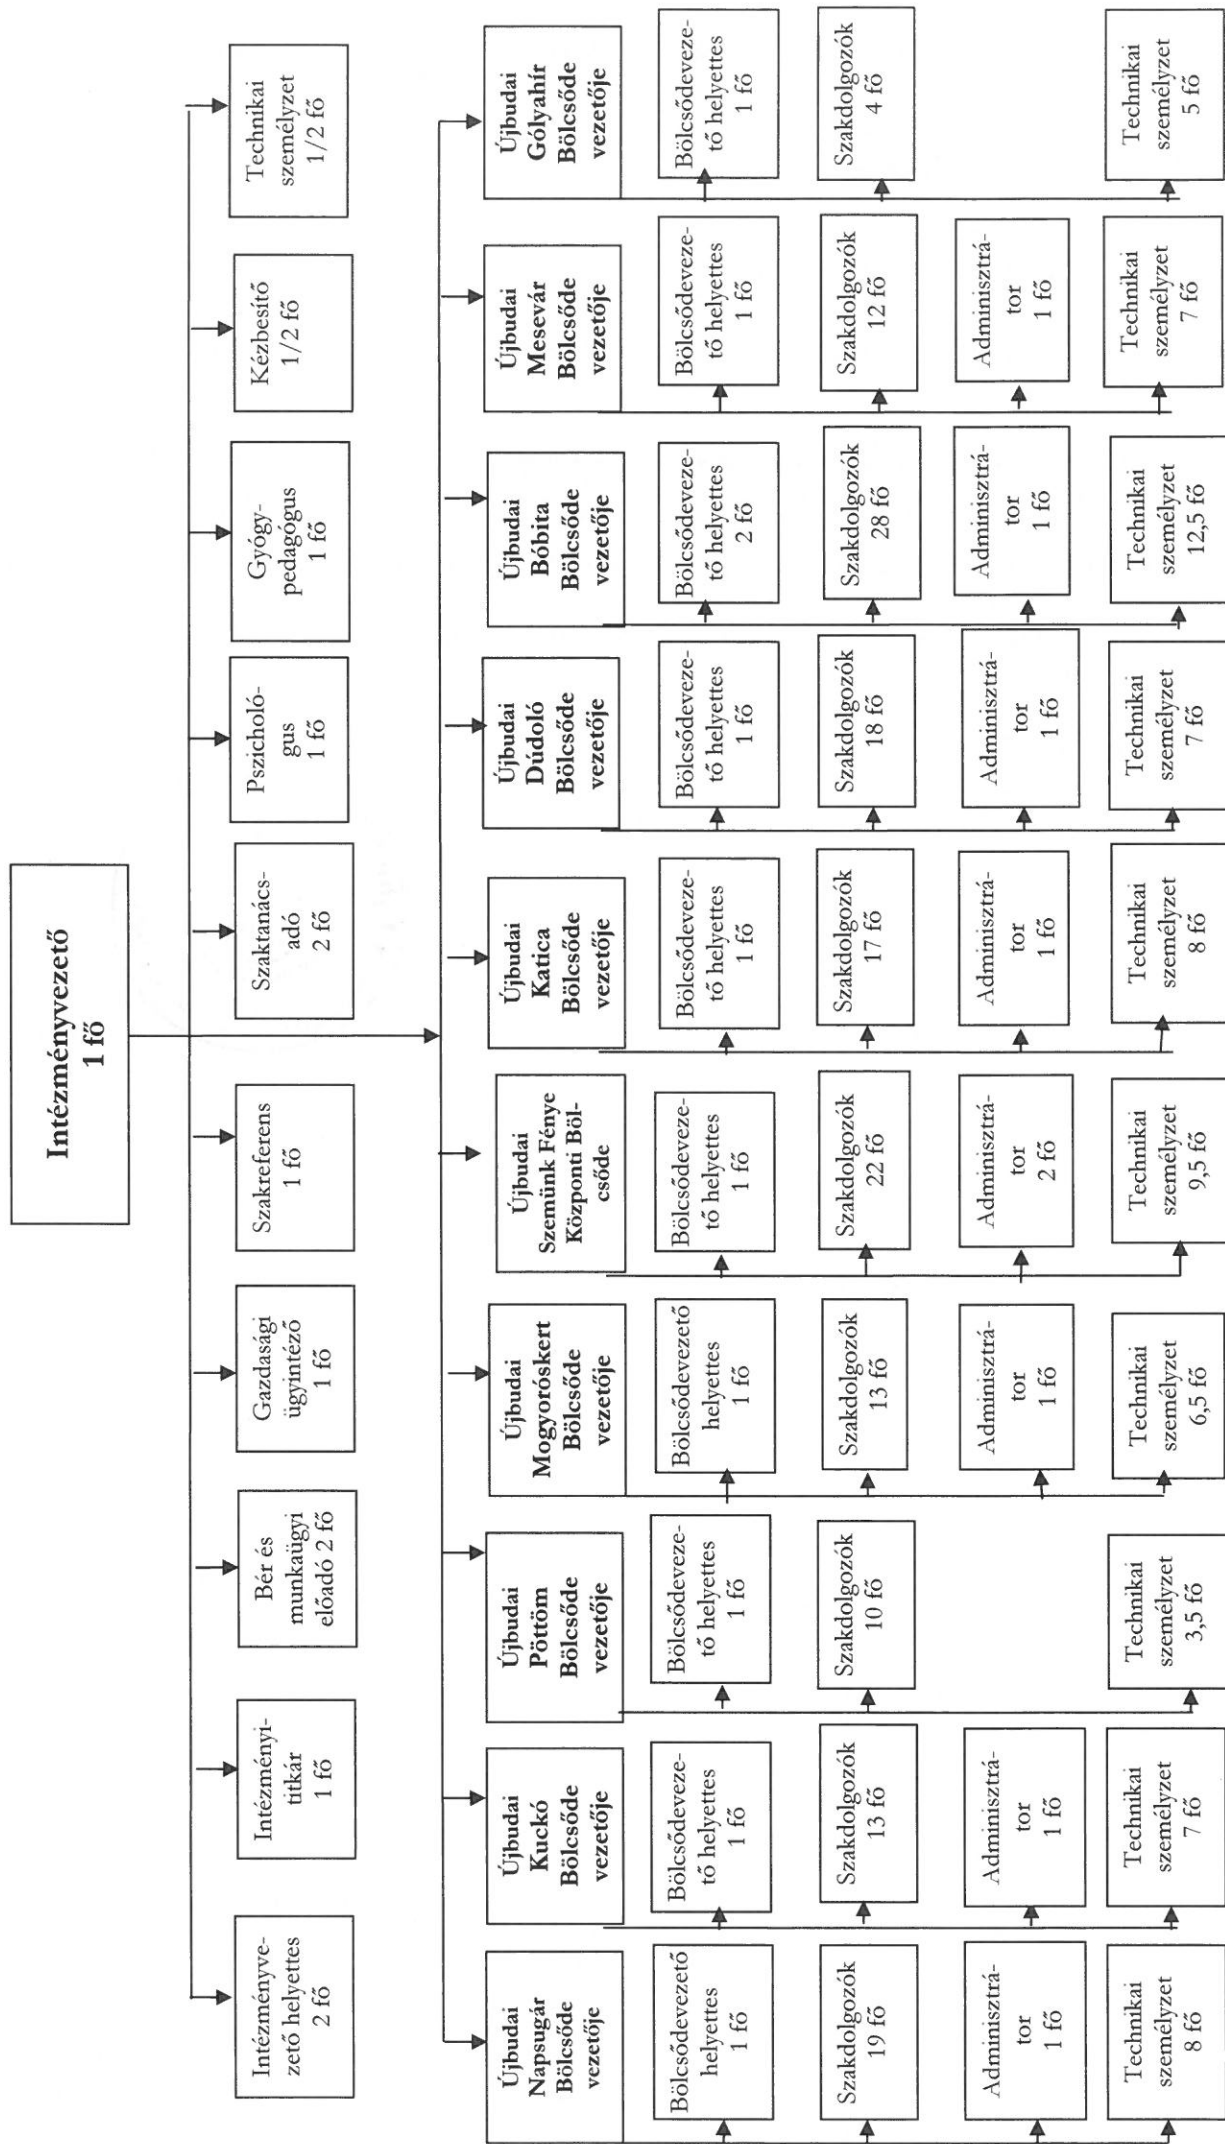 Intézményvezető
1 fő
Intézményve-
zető helyettes
2 fő
Intézményi-
titkár
1 fő
Bér és
munkaügyi
előadó 2 fő
Gazdasági
ügyintéző
1 fő
Szakreferens
1 fő
Szaktanács-
adó
2 fő
Pszicholó-
gus
1 fő
Gyógy-
pedagógus
1 fő
Kézbesítő
1/2 fő
Technikai
személyzet
1/2 fő
Újbudai
Napsugár
Bölcsőde
vezetője
Bölcsődevezető
helyettes
1 fő
Szakdolgozók
19 fő
Adminisztrá-
tor
1 fő
Technikai
személyzet
8 fő
Újbudai
Kuckó
Bölcsőde
vezetője
Bölcsődeveze-
tő helyettes
1 fő
Szakdolgozók
13 fő
Adminisztrá-
tor
1 fő
Technikai
személyzet
7 fő
Újbudai
Pöttöm
Bölcsőde
vezetője
Bölcsődeveze-
tő helyettes
1 fő
Szakdolgozók
10 fő
Technikai
személyzet
3,5 fő
Újbudai
Mogyoróskert
Bölcsőde
vezetője
Bölcsődevezető
helyettes
1 fő
Szakdolgozók
13 fő
Adminisztrá-
tor
1 fő
Technikai
személyzet
6,5 fő
Újbudai
Szemünk Fénye
Központi Böl-
csőde
Bölcsődeveze-
tő helyettes
1 fő
Szakdolgozók
22 fő
Adminisztrá-
tor
2 fő
Technikai
személyzet
9,5 fő
Újbudai
Katica
Bölcsőde
vezetője
Bölcsődeveze-
tő helyettes
1 fő
Szakdolgozók
17 fő
Adminisztrá-
tor
1 fő
Technikai
személyzet
8 fő
Újbudai
Dúdoló
Bölcsőde
vezetője
Bölcsődeveze-
tő helyettes
1 fő
Szakdolgozók
18 fő
Adminisztrá-
tor
1 fő
Technikai
személyzet
7 fő
Újbudai
Bóbita
Bölcsőde
vezetője
Bölcsődeveze-
tő helyettes
2 fő
Szakdolgozók
28 fő
Adminisztrá-
tor
1 fő
Technikai
személyzet
12,5 fő
Újbudai
Mesevár
Bölcsőde
vezetője
Bölcsődeveze-
tő helyettes
1 fő
Szakdolgozók
12 fő
Adminisztrá-
tor
1 fő
Technikai
személyzet
7 fő
Újbudai
Gólyahír
Bölcsőde
vezetője
Bölcsődeveze-
tő helyettes
1 fő
Szakdolgozók
4 fő
Technikai
személyzet
5 fő